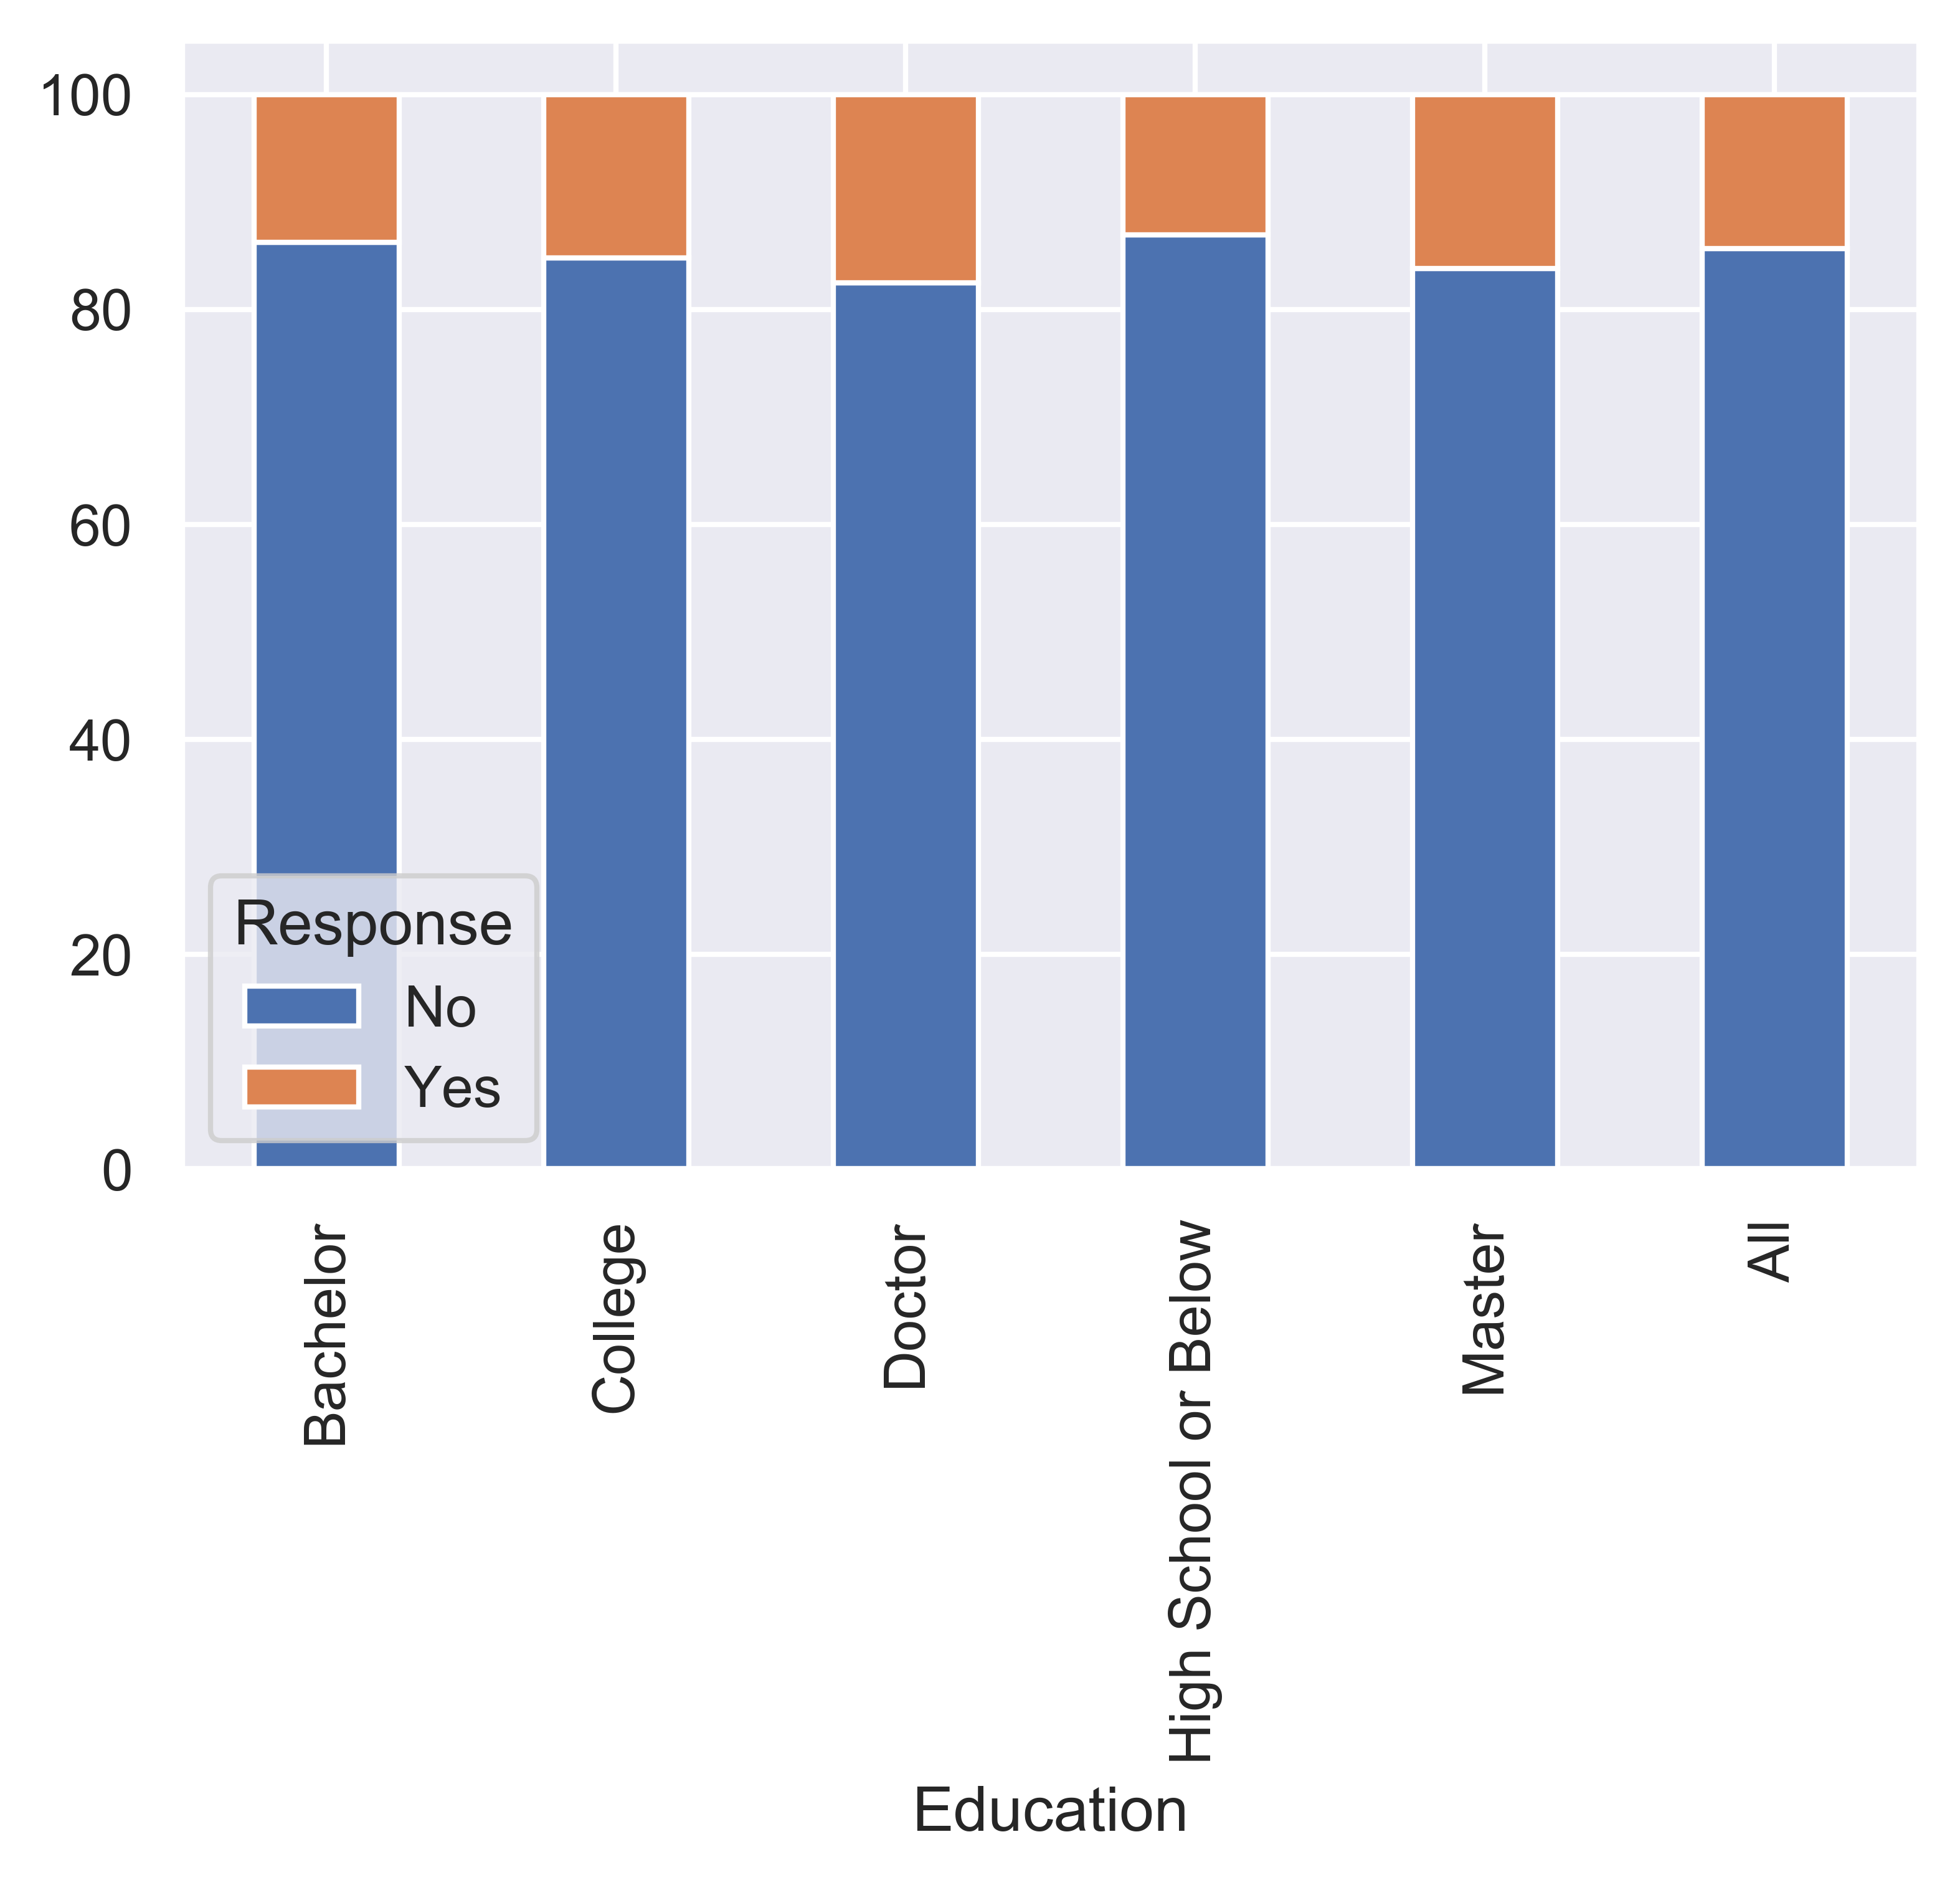 100
80
60
40
20
0
Response
No
Yes
Bachelor
College
Doctor
High School or Below
Master
All
Education